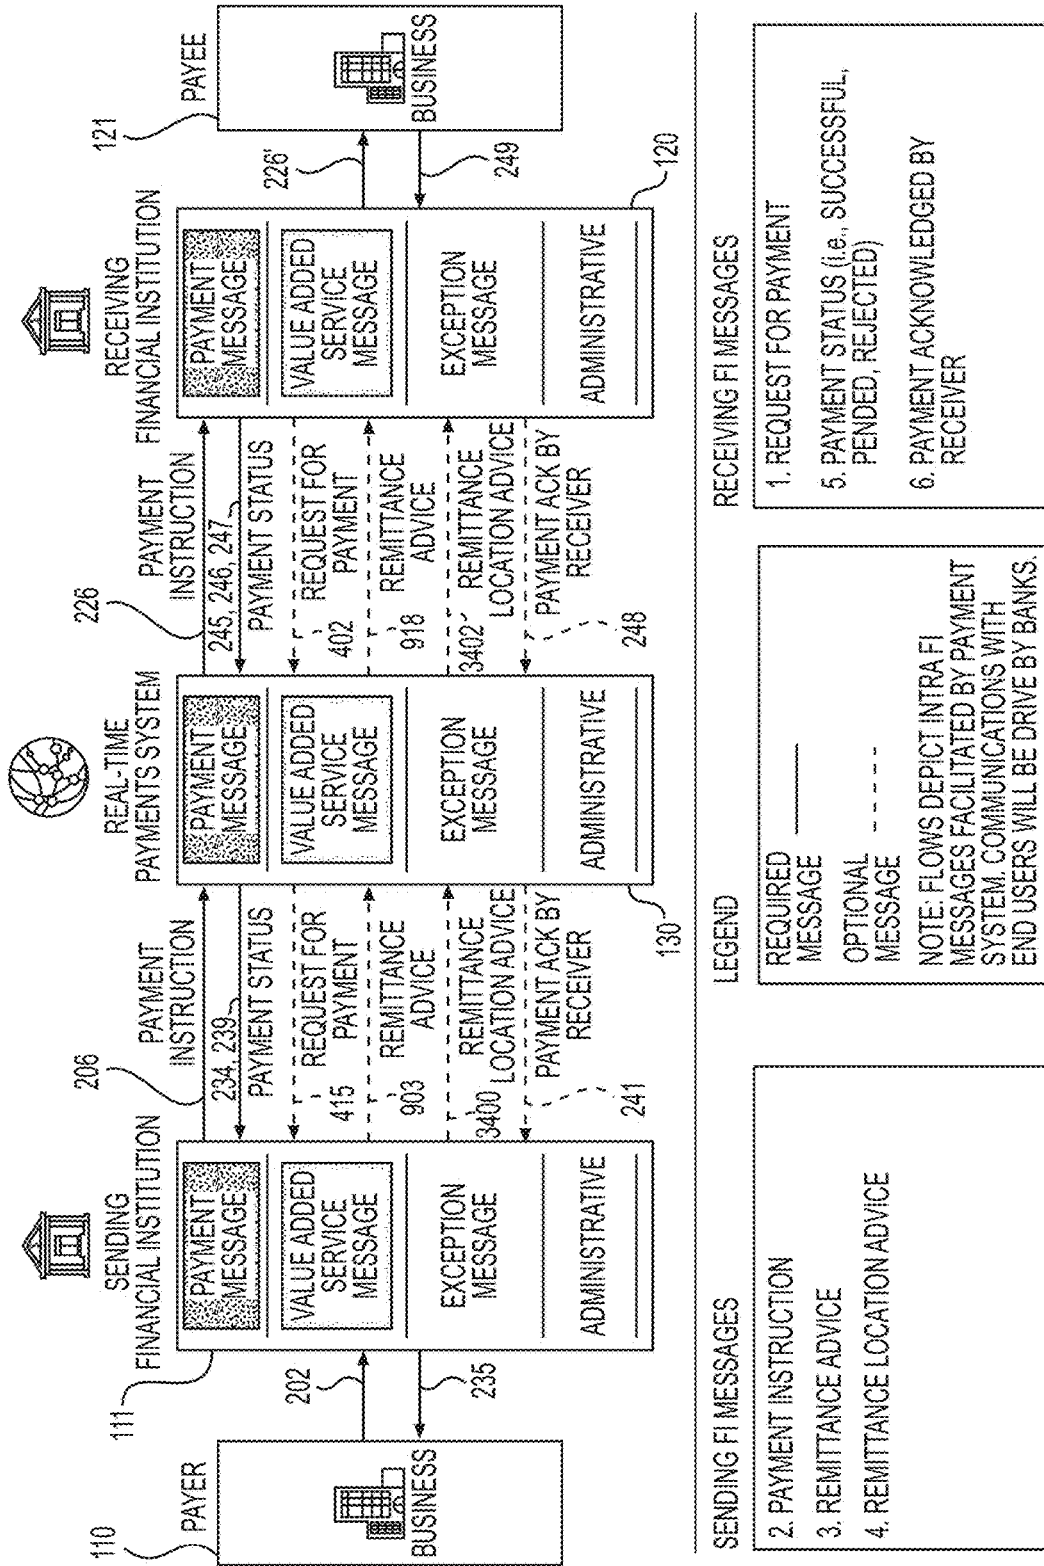 PAYER
110
BUSINESS
202
235
SENDING
FINANCIAL INSTITUTION
111
PAYMENT
MESSAGE
VALUE ADDED
SERVICE
MESSAGE
EXCEPTION
MESSAGE
ADMINISTRATIVE
206
PAYMENT
INSTRUCTION
234, 239
PAYMENT STATUS
REQUEST FOR
PAYMENT
415
REMITTANCE
ADVICE
903
REMITTANCE
LOCATION ADVICE
3400
PAYMENT ACK BY
RECEIVER
241
REAL-TIME
PAYMENTS SYSTEM
PAYMENT
MESSAGE
VALUE ADDED
SERVICE
MESSAGE
EXCEPTION
MESSAGE
ADMINISTRATIVE
130
226
PAYMENT
INSTRUCTION
245, 246, 247
PAYMENT STATUS
REQUEST FOR
PAYMENT
402
REMITTANCE
ADVICE
918
REMITTANCE
LOCATION ADVICE
3402
PAYMENT ACK BY
RECEIVER
248
RECEIVING
FINANCIAL INSTITUTION
PAYMENT
MESSAGE
VALUE ADDED
SERVICE
MESSAGE
EXCEPTION
MESSAGE
ADMINISTRATIVE
120
226'
249
PAYEE
121
BUSINESS
SENDING FI MESSAGES
2. PAYMENT INSTRUCTION
3. REMITTANCE ADVICE
4. REMITTANCE LOCATION ADVICE
LEGEND
REQUIRED
MESSAGE
OPTIONAL
MESSAGE
NOTE: FLOWS DEPICT INTRA FI
MESSAGES FACILITATED BY PAYMENT
SYSTEM. COMMUNICATIONS WITH
END USERS WILL BE DRIVE BY BANKS.
RECEIVING FI MESSAGES
1. REQUEST FOR PAYMENT
5. PAYMENT STATUS (i.e., SUCCESSFUL,
PENDED, REJECTED)
6. PAYMENT ACKNOWLEDGED BY
RECEIVER